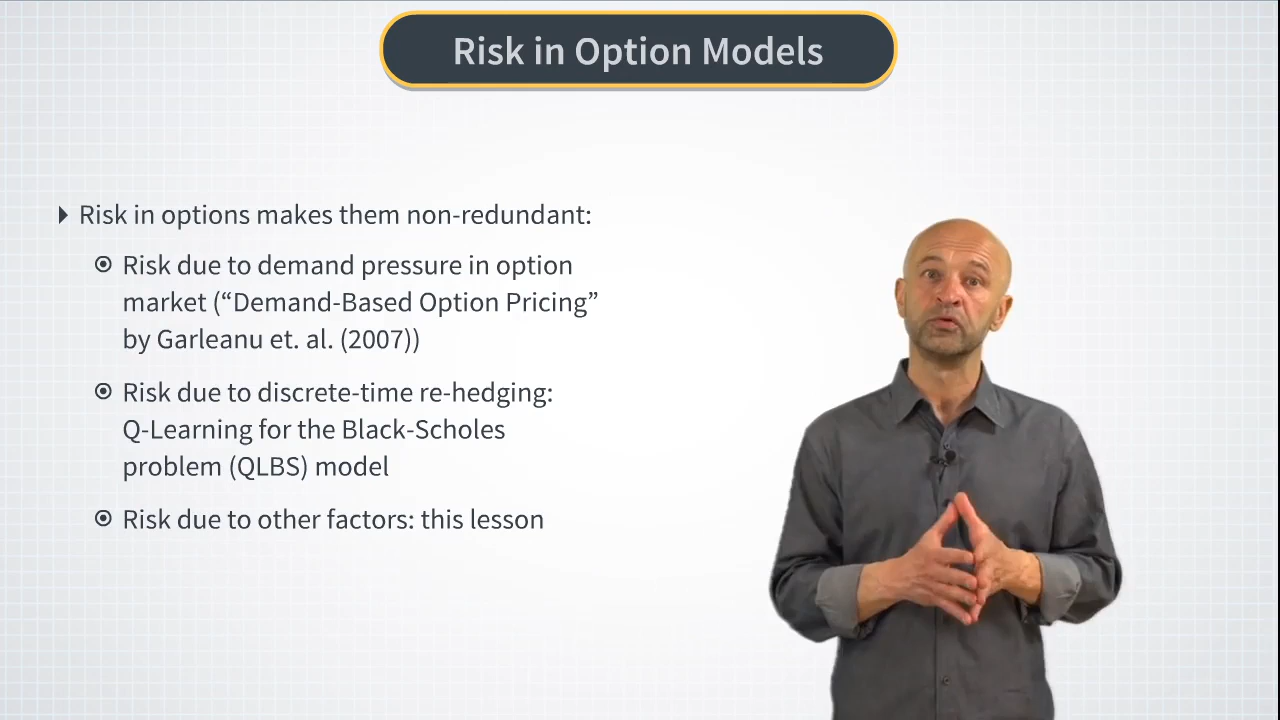 Risk in Option Models
Risk in options makes them non-redundant:
Risk due to demand pressure in option
market (“Demand-Based Option Pricing”
by Garleanu et. al. (2007))
Risk due to discrete-time re-hedging:
Q-Learning for the Black-Scholes
problem (QLBS) model
Risk due to other factors: this lesson